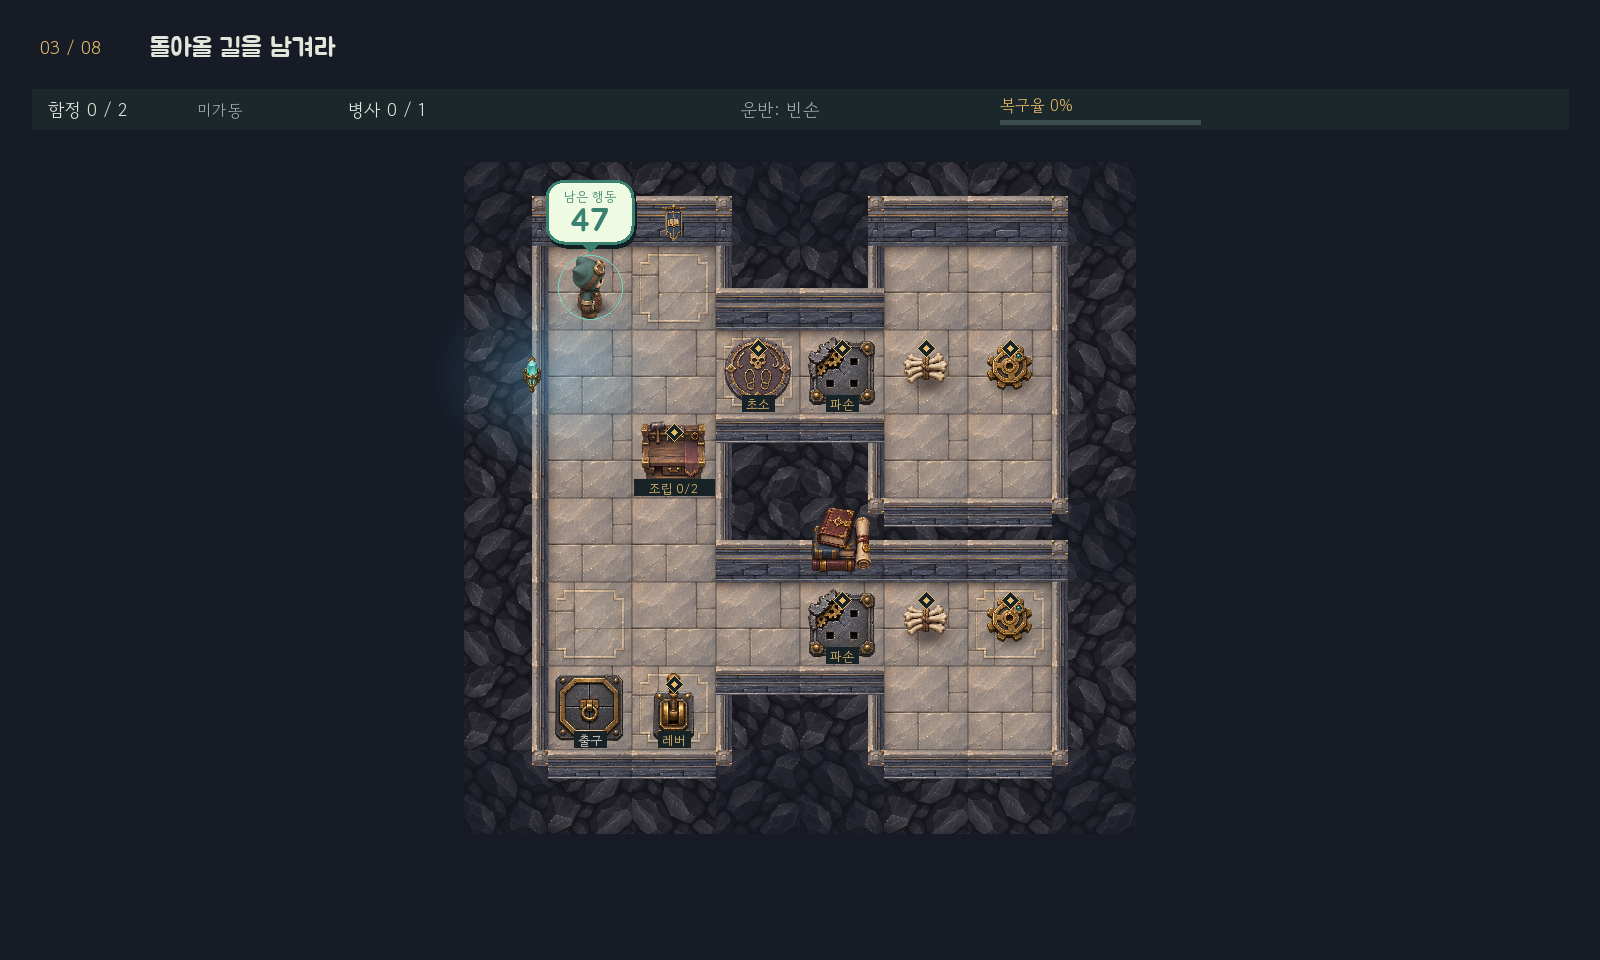 03 / 08
돌아올 길을 남겨라
함정 0 / 2
미가동
병사 0 / 1
운반: 빈손
복구율 0%
남은 행동
47
초소
파손
조립 0/2
파손
출구
레버